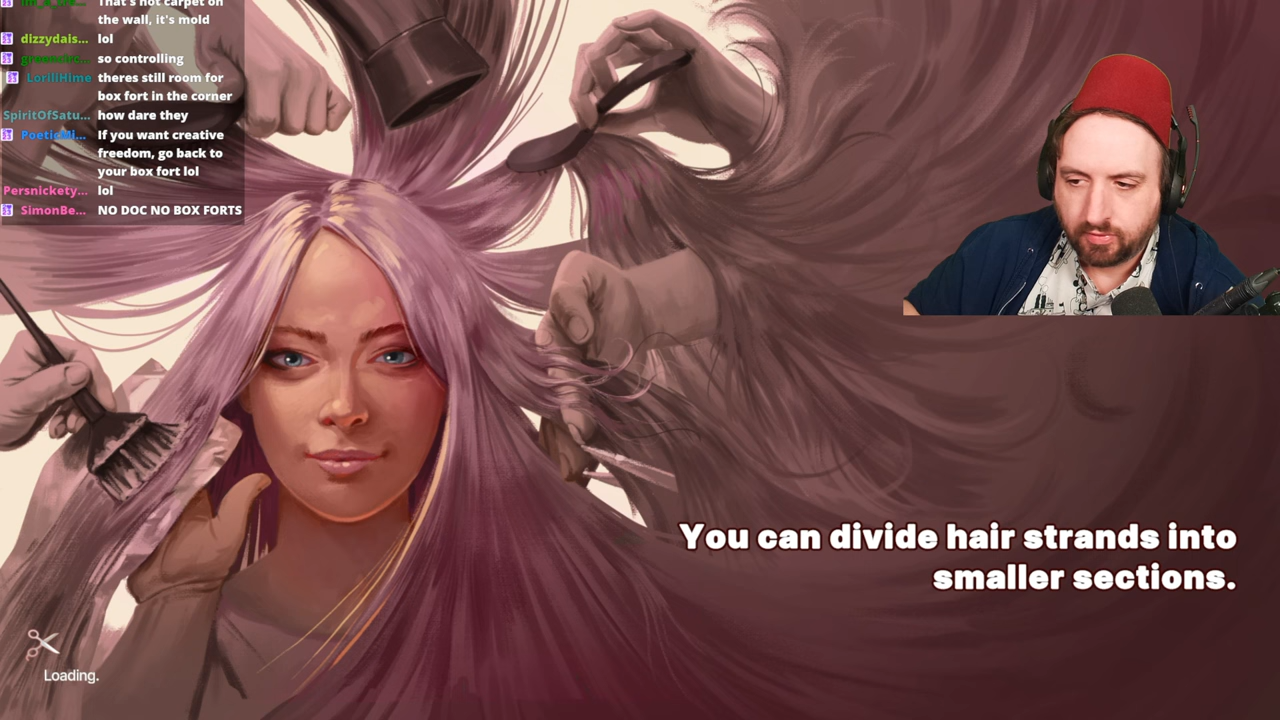 That's not carpet on
the wall, it's mold
dizzydais... lol
so controlling
LoriliHime theres still room for
box fort in the corner
SpiritOfSatu... how dare they
If you want creative
freedom, go back to
your box fort lol
Persnickety... lol
SimonBe... NO DOC NO BOX FORTS
You can divide hair strands into
smaller sections.
Loading.